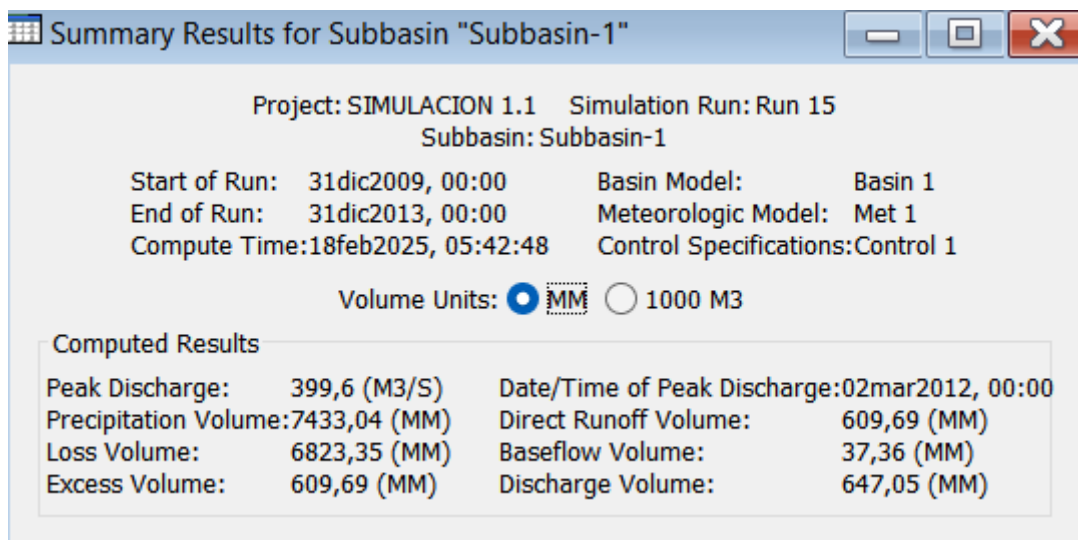 Summary Results for Subbasin "Subbasin-1"
Project: SIMULACION 1.1 Simulation Run: Run 15
Subbasin: Subbasin-1
Start of Run: 31dic2009, 00:00 Basin Model: Basin 1
End of Run: 31dic2013, 00:00 Meteorologic Model: Met 1
Compute Time:18feb2025, 05:42:48 Control Specifications:Control 1
Volume Units: MM 1000 M3
Computed Results
Peak Discharge: 399,6 (M3/S) Date/Time of Peak Discharge:02mar2012, 00:00
Precipitation Volume:7433,04 (MM) Direct Runoff Volume: 609,69 (MM)
Loss Volume: 6823,35 (MM) Baseflow Volume: 37,36 (MM)
Excess Volume: 609,69 (MM) Discharge Volume: 647,05 (MM)